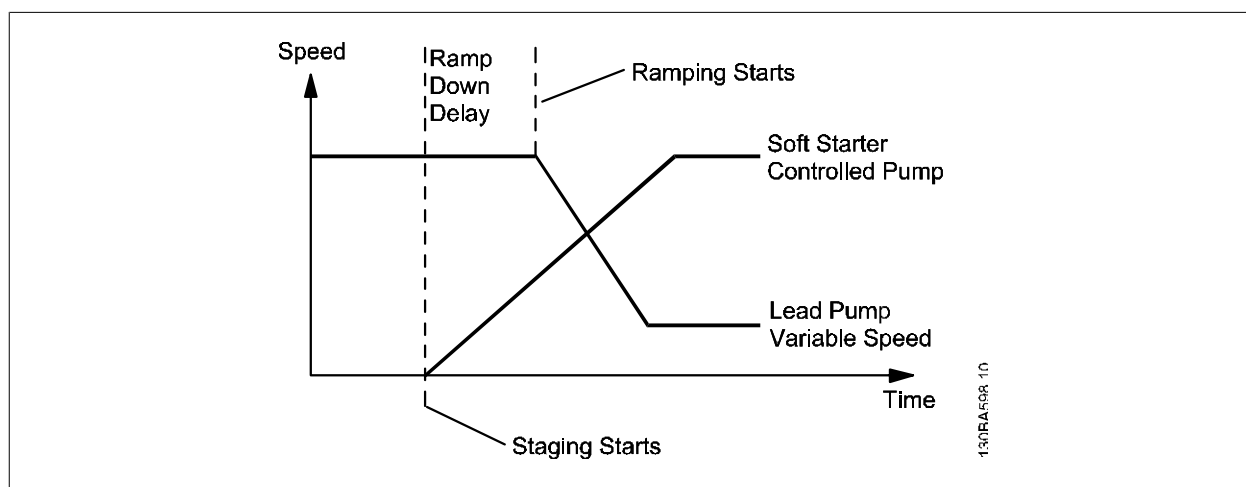 Speed
Ramp
Down
Delay
Ramping Starts
Soft Starter
Controlled Pump
Lead Pump
Variable Speed
Time
Staging Starts
130BA598.10